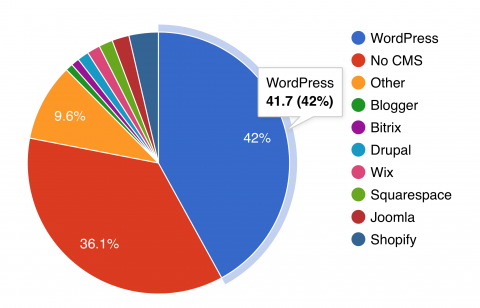 WordPress
41.7 (42%)
42%
9.6%
36.1%
WordPress
No CMS
Other
Blogger
Bitrix
Drupal
Wix
Squarespace
Joomla
Shopify